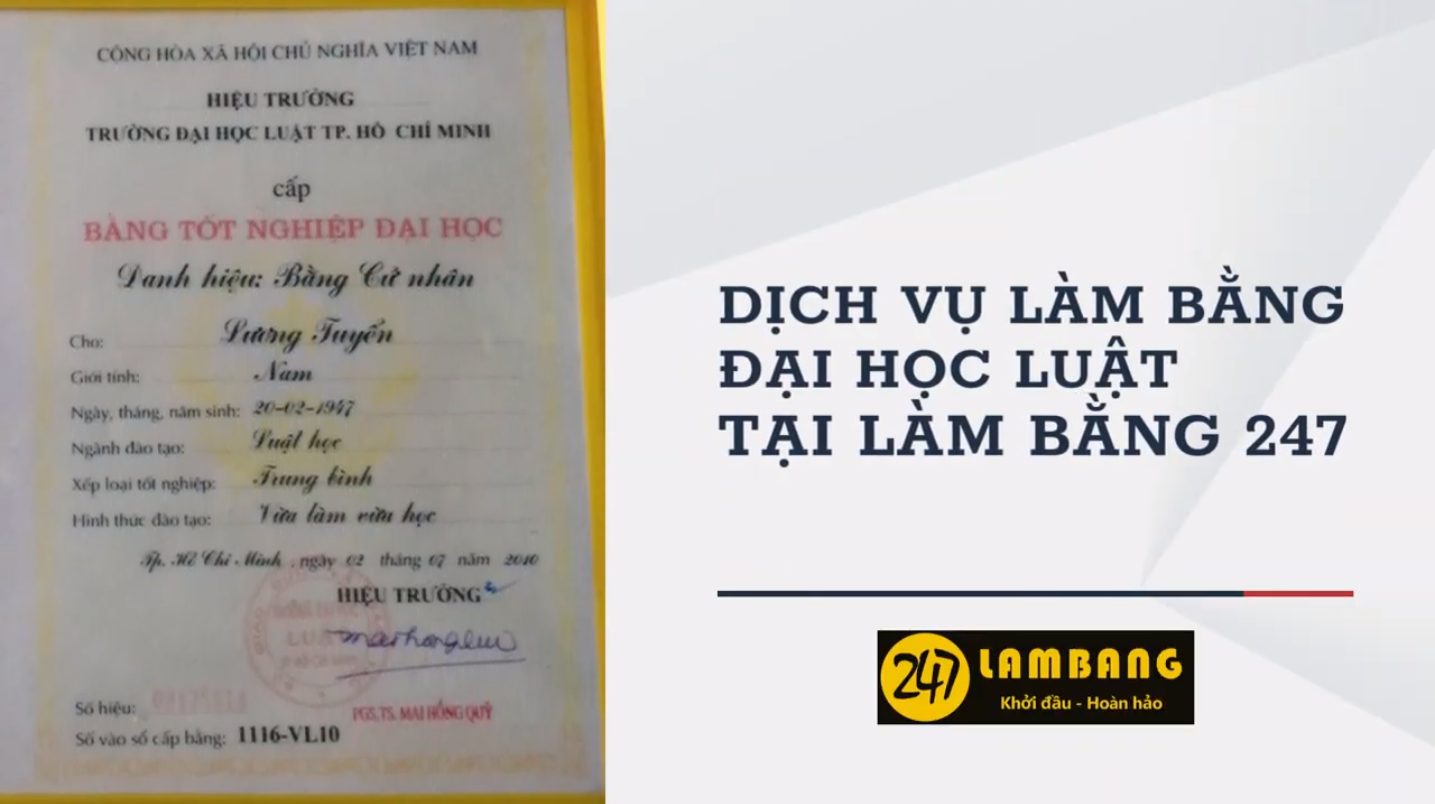 CỘNG HÒA XÃ HỘI CHỦ NGHĨA VIỆT NAM
HIỆU TRƯỞNG
TRƯỜNG ĐẠI HỌC LUẬT TP. HỒ CHÍ MINH
cấp
BẰNG TỐT NGHIỆP ĐẠI HỌC
Danh hiệu: Bằng Cử nhân
Cho: Lương Tuyển
Giới tính: Nam
Ngày, tháng, năm sinh: 20-02-1947
Ngành đào tạo: Luật học
Xếp loại tốt nghiệp: Trung bình
Hình thức đào tạo: Vừa làm vừa học
Tp. Hồ Chí Minh, ngày 02 tháng 07 năm 2010
HIỆU TRƯỞNG
PGS.TS. MAI HỒNG QUỲ
Số hiệu:
Số vào sổ cấp bằng: 1116-VL10
DỊCH VỤ LÀM BẰNG
ĐẠI HỌC LUẬT
TẠI LÀM BẰNG 247
247 LAMBANG
Khởi đầu - Hoàn hảo